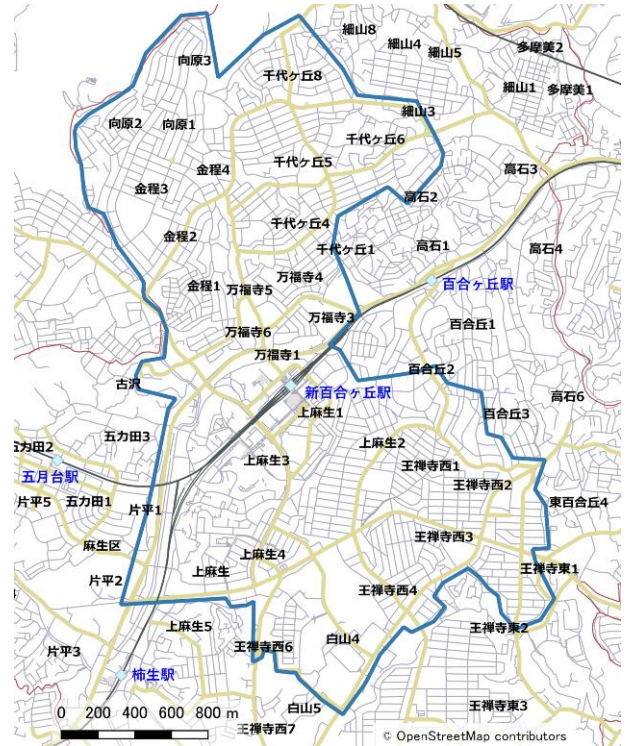 細山8
細山4
細山5
多摩美2
向原3
千代ケ丘8
細山1
多摩美1
細山3
向原2
向原1
千代ケ丘6
金程4
千代ケ丘5
高石3
金程3
高石2
千代ケ丘4
金程2
千代ケ丘1
高石1
高石4
万福寺4
百合ヶ丘駅
金程1
万福寺5
万福寺3
百合丘1
万福寺6
万福寺1
百合丘2
古沢
新百合ヶ丘駅
高石6
上麻生1
百合丘3
五力田3
五力田2
上麻生2
上麻生3
王禅寺西1
五月台駅
王禅寺西2
片平5
五力田1
片平1
東百合丘4
王禅寺西3
麻生区
上麻生4
王禅寺東1
上麻生
片平2
王禅寺西4
上麻生5
王禅寺東2
白山4
片平3
王禅寺西6
柿生駅
白山5
王禅寺東3
王禅寺西7
0 200 400 600 800 m
© OpenStreetMap contributors